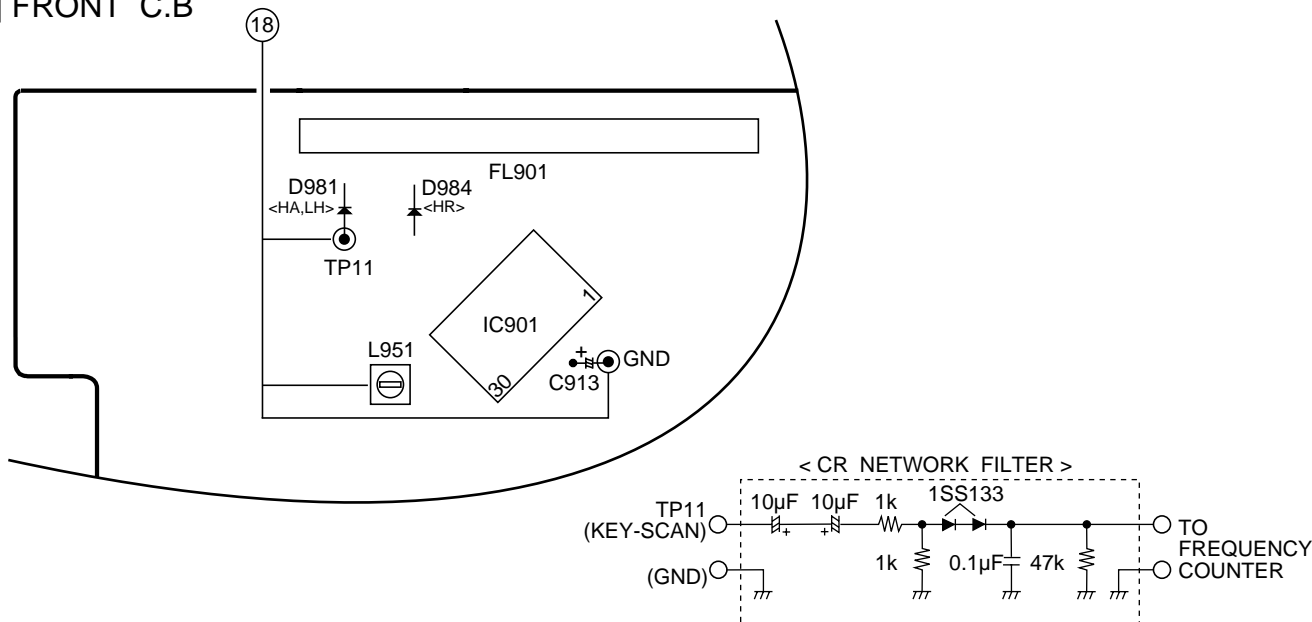 FRONT C.B
18
FL901
D981
<HA,LH>
D984
<HR>
TP11
IC901
1
30
L951
+
C913
GND
< CR NETWORK FILTER >
TP11
(KEY-SCAN)
10µF
+
10µF
+
1k
1SS133
1k
0.1µF
47k
(GND)
TO
FREQUENCY
COUNTER